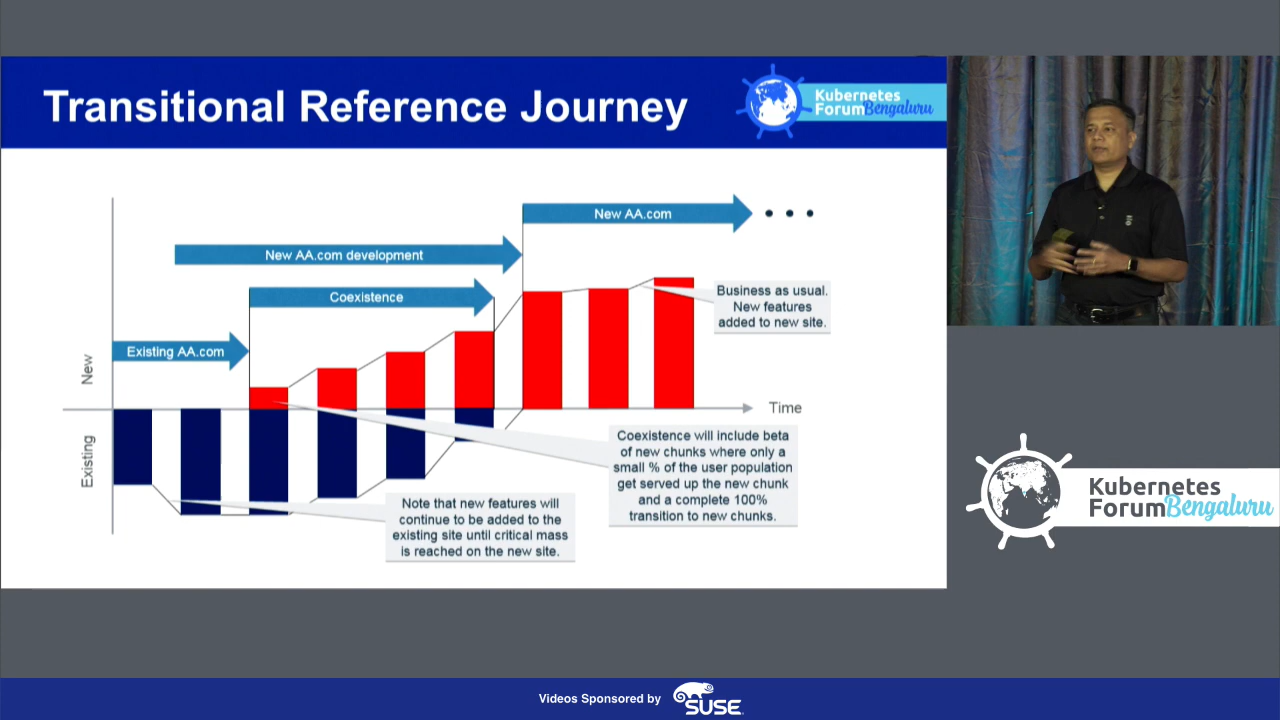 Transitional Reference Journey
Kubernetes
Forum Bengaluru
New AA.com
New AA.com development
Coexistence
Existing AA.com
New
Existing
Time
Business as usual.
New features
added to new site.
Coexistence will include beta
of new chunks where only a
small % of the user population
get served up the new chunk
and a complete 100%
transition to new chunks.
Note that new features will
continue to be added to the
existing site until critical mass
is reached on the new site.
Kubernetes
Forum Bengaluru
Videos Sponsored by
SUSE